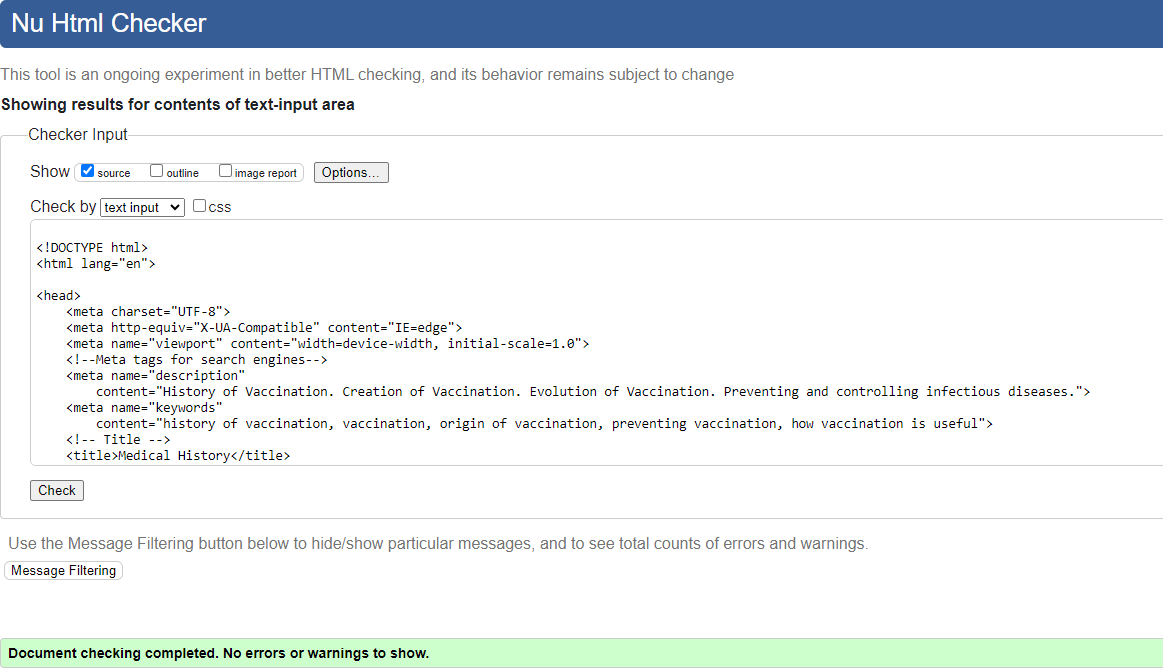 Nu Html Checker
This tool is an ongoing experiment in better HTML checking, and its behavior remains subject to change
Showing results for contents of text-input area
Checker Input
Show source outline image report Options...
Check by text input css
<!DOCTYPE html>
<html lang="en">
<head>
<meta charset="UTF-8">
<meta http-equiv="X-UA-Compatible" content="IE=edge">
<meta name="viewport" content="width=device-width, initial-scale=1.0">
<!--Meta tags for search engines-->
<meta name="description"
content="History of Vaccination. Creation of Vaccination. Evolution of Vaccination. Preventing and controlling infectious diseases.">
<meta name="keywords"
content="history of vaccination, vaccination, origin of vaccination, preventing vaccination, how vaccination is useful">
<!-- Title -->
<title>Medical History</title>
Check
Use the Message Filtering button below to hide/show particular messages, and to see total counts of errors and warnings.
Message Filtering
Document checking completed. No errors or warnings to show.